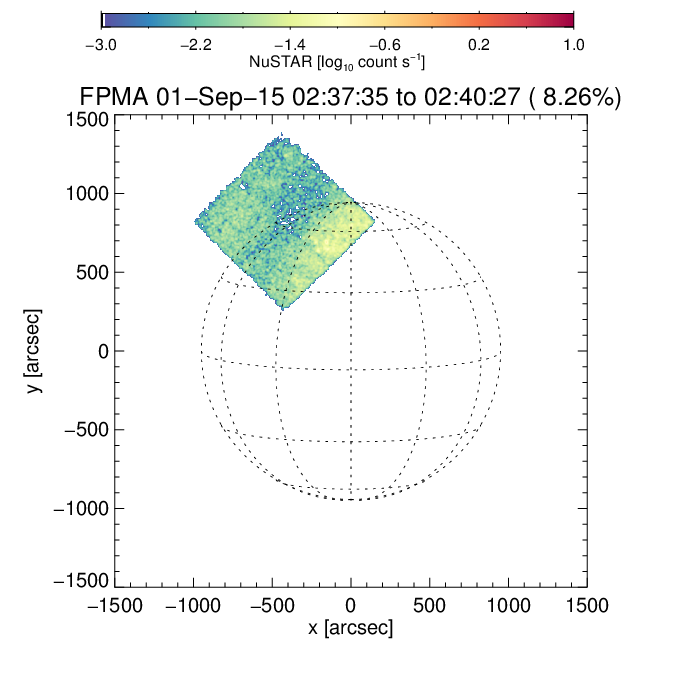 −3.0 −2.2 −1.4 −0.6 0.2 1.0
NuSTAR [log₁₀ count s⁻¹]
FPMA 01−Sep−15 02:37:35 to 02:40:27 ( 8.26%)
1500
1000
500
0
−500
−1000
−1500
y [arcsec]
−1500 −1000 −500 0 500 1000 1500
x [arcsec]